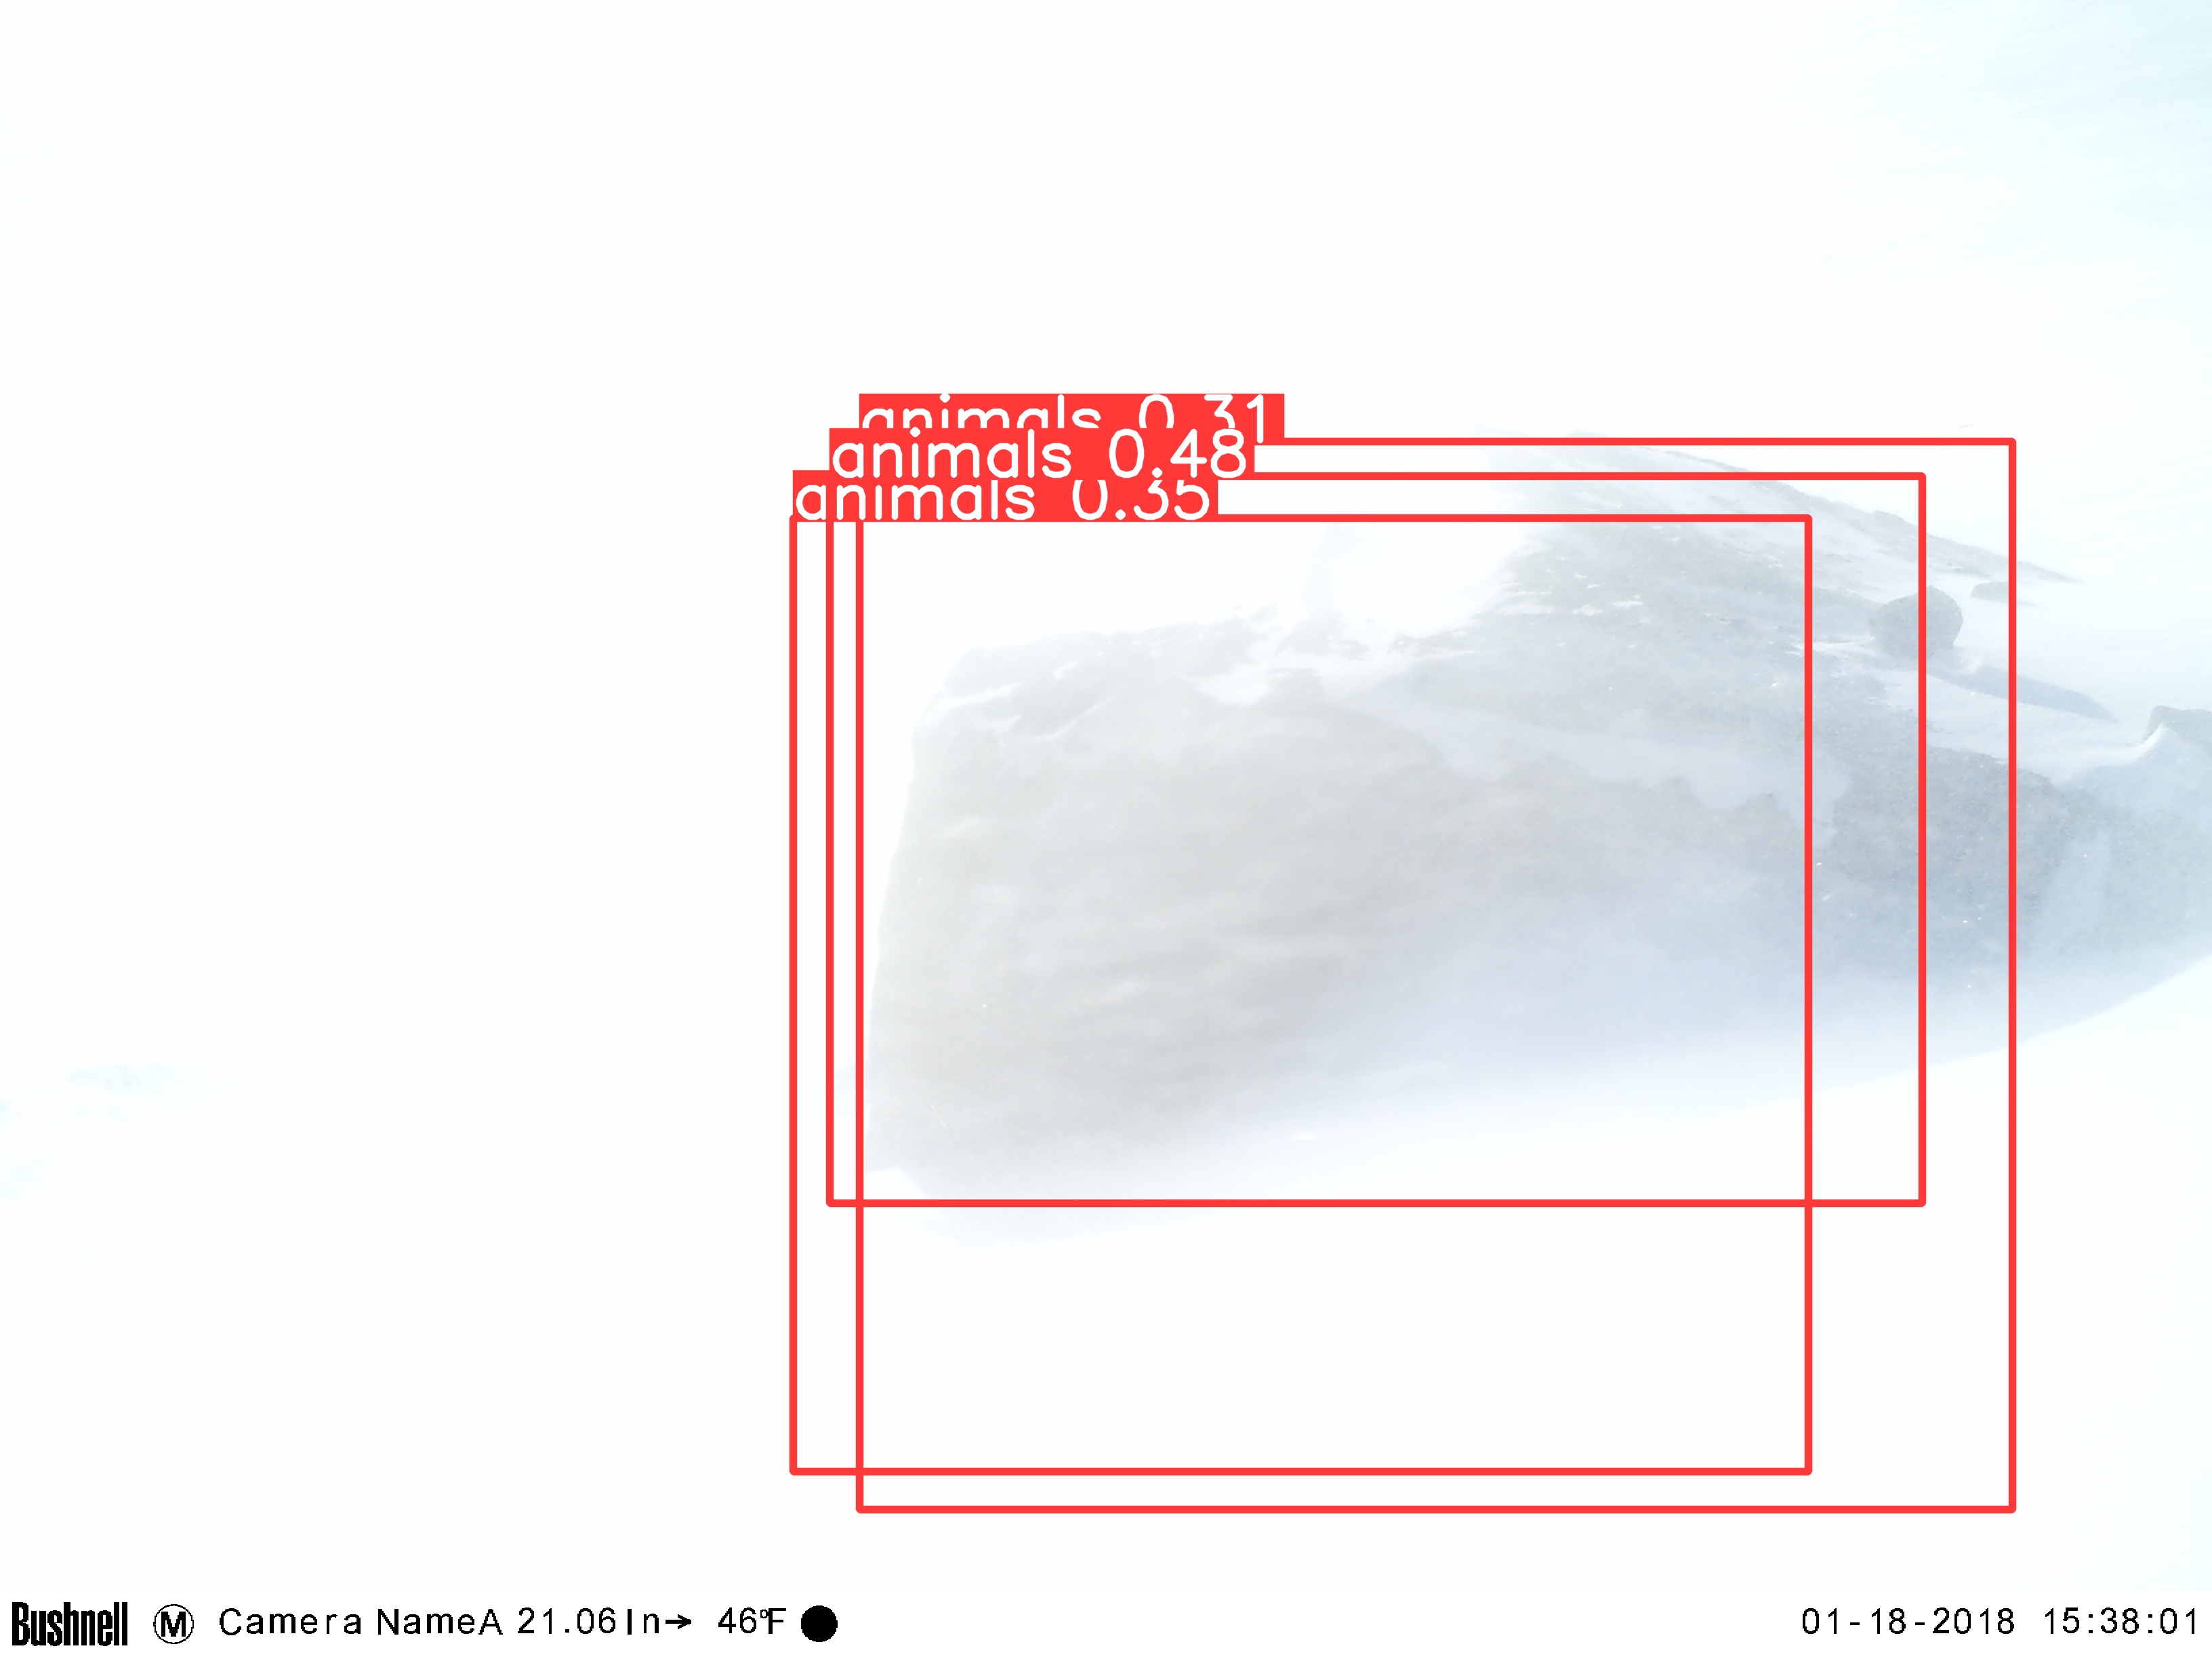 animals 0.31
animals 0.48
animals 0.35
Bushnell M Camera NameA 21.06In→ 46°F 01-18-2018 15:38:01